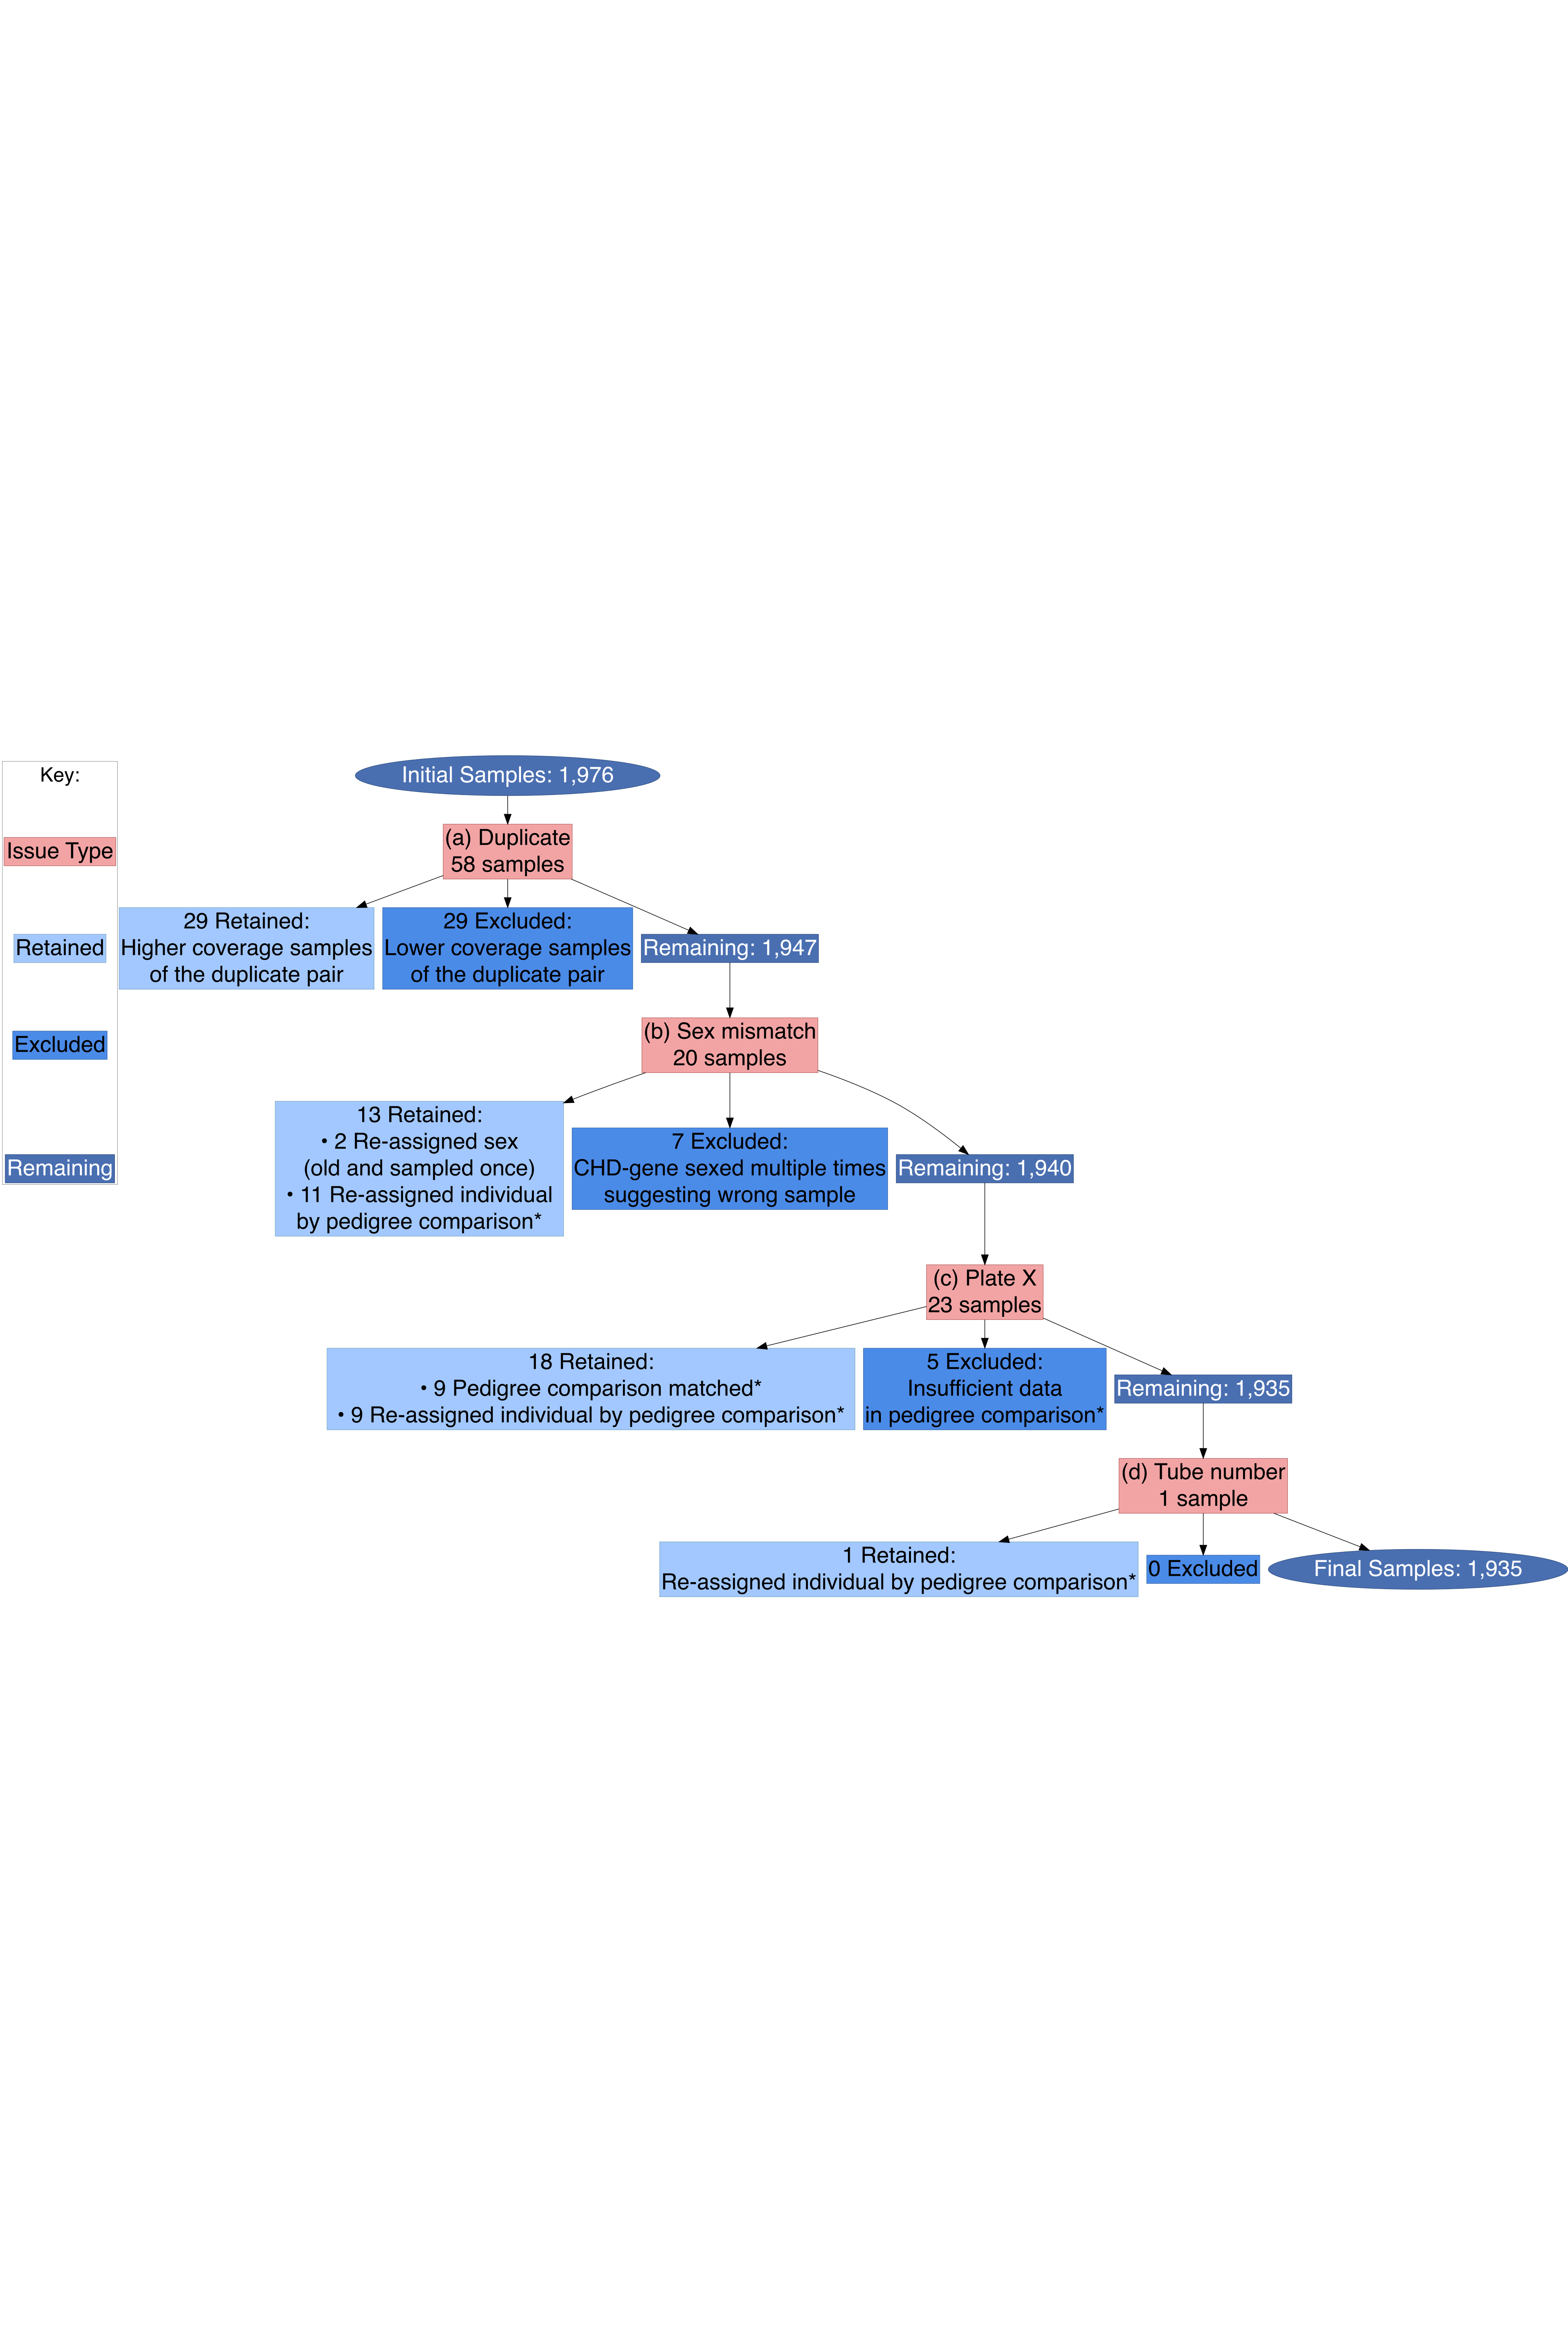 Key:
Issue Type
Retained
Excluded
Remaining
Initial Samples: 1,976
(a) Duplicate
58 samples
29 Retained:
Higher coverage samples
of the duplicate pair
29 Excluded:
Lower coverage samples
of the duplicate pair
Remaining: 1,947
(b) Sex mismatch
20 samples
13 Retained:
• 2 Re-assigned sex
(old and sampled once)
• 11 Re-assigned individual
by pedigree comparison*
7 Excluded:
CHD-gene sexed multiple times
suggesting wrong sample
Remaining: 1,940
(c) Plate X
23 samples
18 Retained:
• 9 Pedigree comparison matched*
• 9 Re-assigned individual by pedigree comparison*
5 Excluded:
Insufficient data
in pedigree comparison*
Remaining: 1,935
(d) Tube number
1 sample
1 Retained:
Re-assigned individual by pedigree comparison*
0 Excluded
Final Samples: 1,935